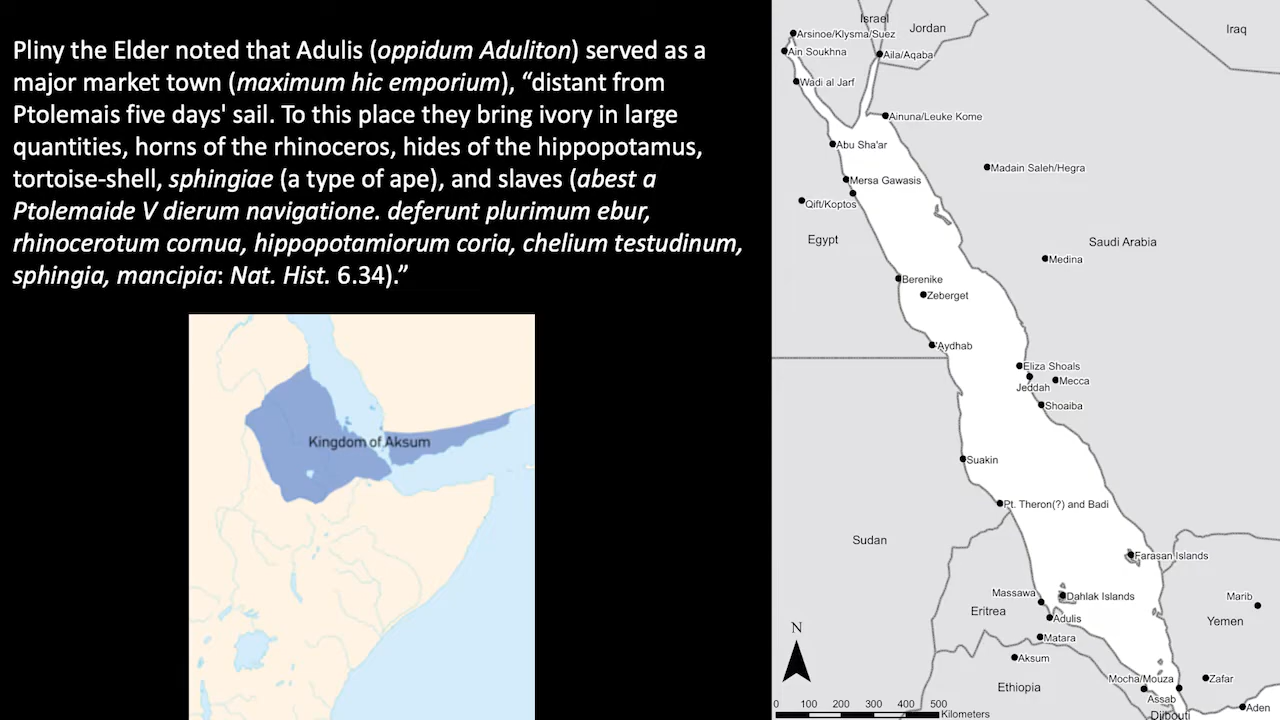 Pliny the Elder noted that Adulis (oppidum Aduliton) served as a
major market town (maximum hic emporium), “distant from
Ptolemais five days' sail. To this place they bring ivory in large
quantities, horns of the rhinoceros, hides of the hippopotamus,
tortoise-shell, sphingiae (a type of ape), and slaves (abest a
Ptolemaide V dierum navigatione. deferunt plurimum ebur,
rhinocerotum cornua, hippopotamiorum coria, chelium testudinum,
sphingia, mancipia: Nat. Hist. 6.34).”
Kingdom of Aksum
Israel
Jordan
Iraq
Arsinoe/Klysma/Suez
Ain Soukhna
Aila/Aqaba
Wadi al Jarf
Ainuna/Leuke Kome
Abu Sha'ar
Madain Saleh/Hegra
Mersa Gawasis
Qift/Koptos
Egypt
Saudi Arabia
Medina
Berenike
Zeberget
'Aydhab
Eliza Shoals
Mecca
Jeddah
Shoaiba
Suakin
Pt. Theron(?) and Badi
Sudan
Farasan Islands
Massawa
Dahlak Islands
Marib
Eritrea
Adulis
Yemen
Matara
Aksum
Mocha/Mouza
Zafar
Ethiopia
Assab
Aden
Djibouti
N
0 100 200 300 400 500
Kilometers